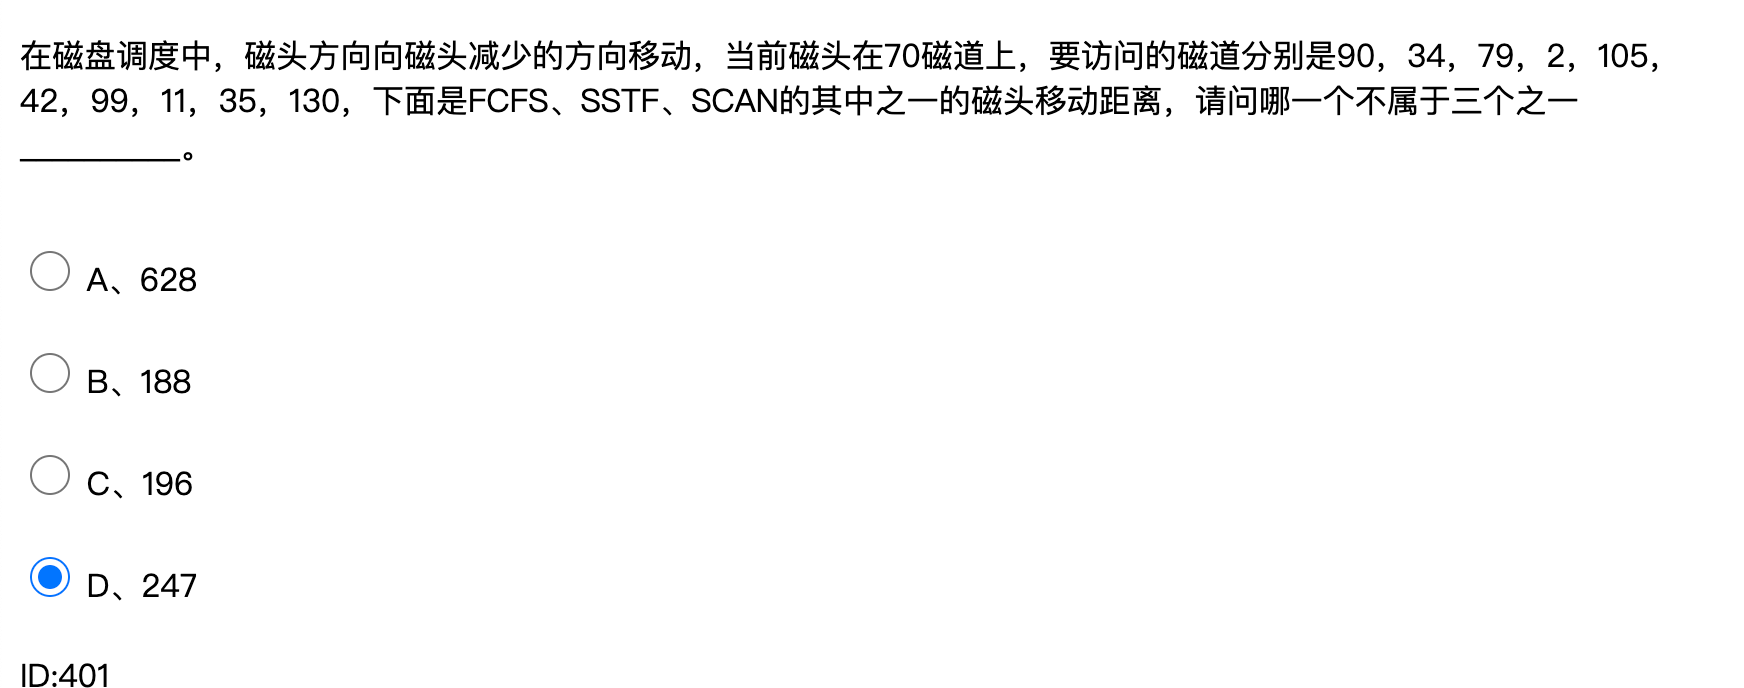 在磁盘调度中，磁头方向向磁头减少的方向移动，当前磁头在70磁道上，要访问的磁道分别是90，34，79，2，105，
42，99，11，35，130，下面是FCFS、SSTF、SCAN的其中之一的磁头移动距离，请问哪一个不属于三个之一
__________。
A、628
B、188
C、196
D、247
ID:401